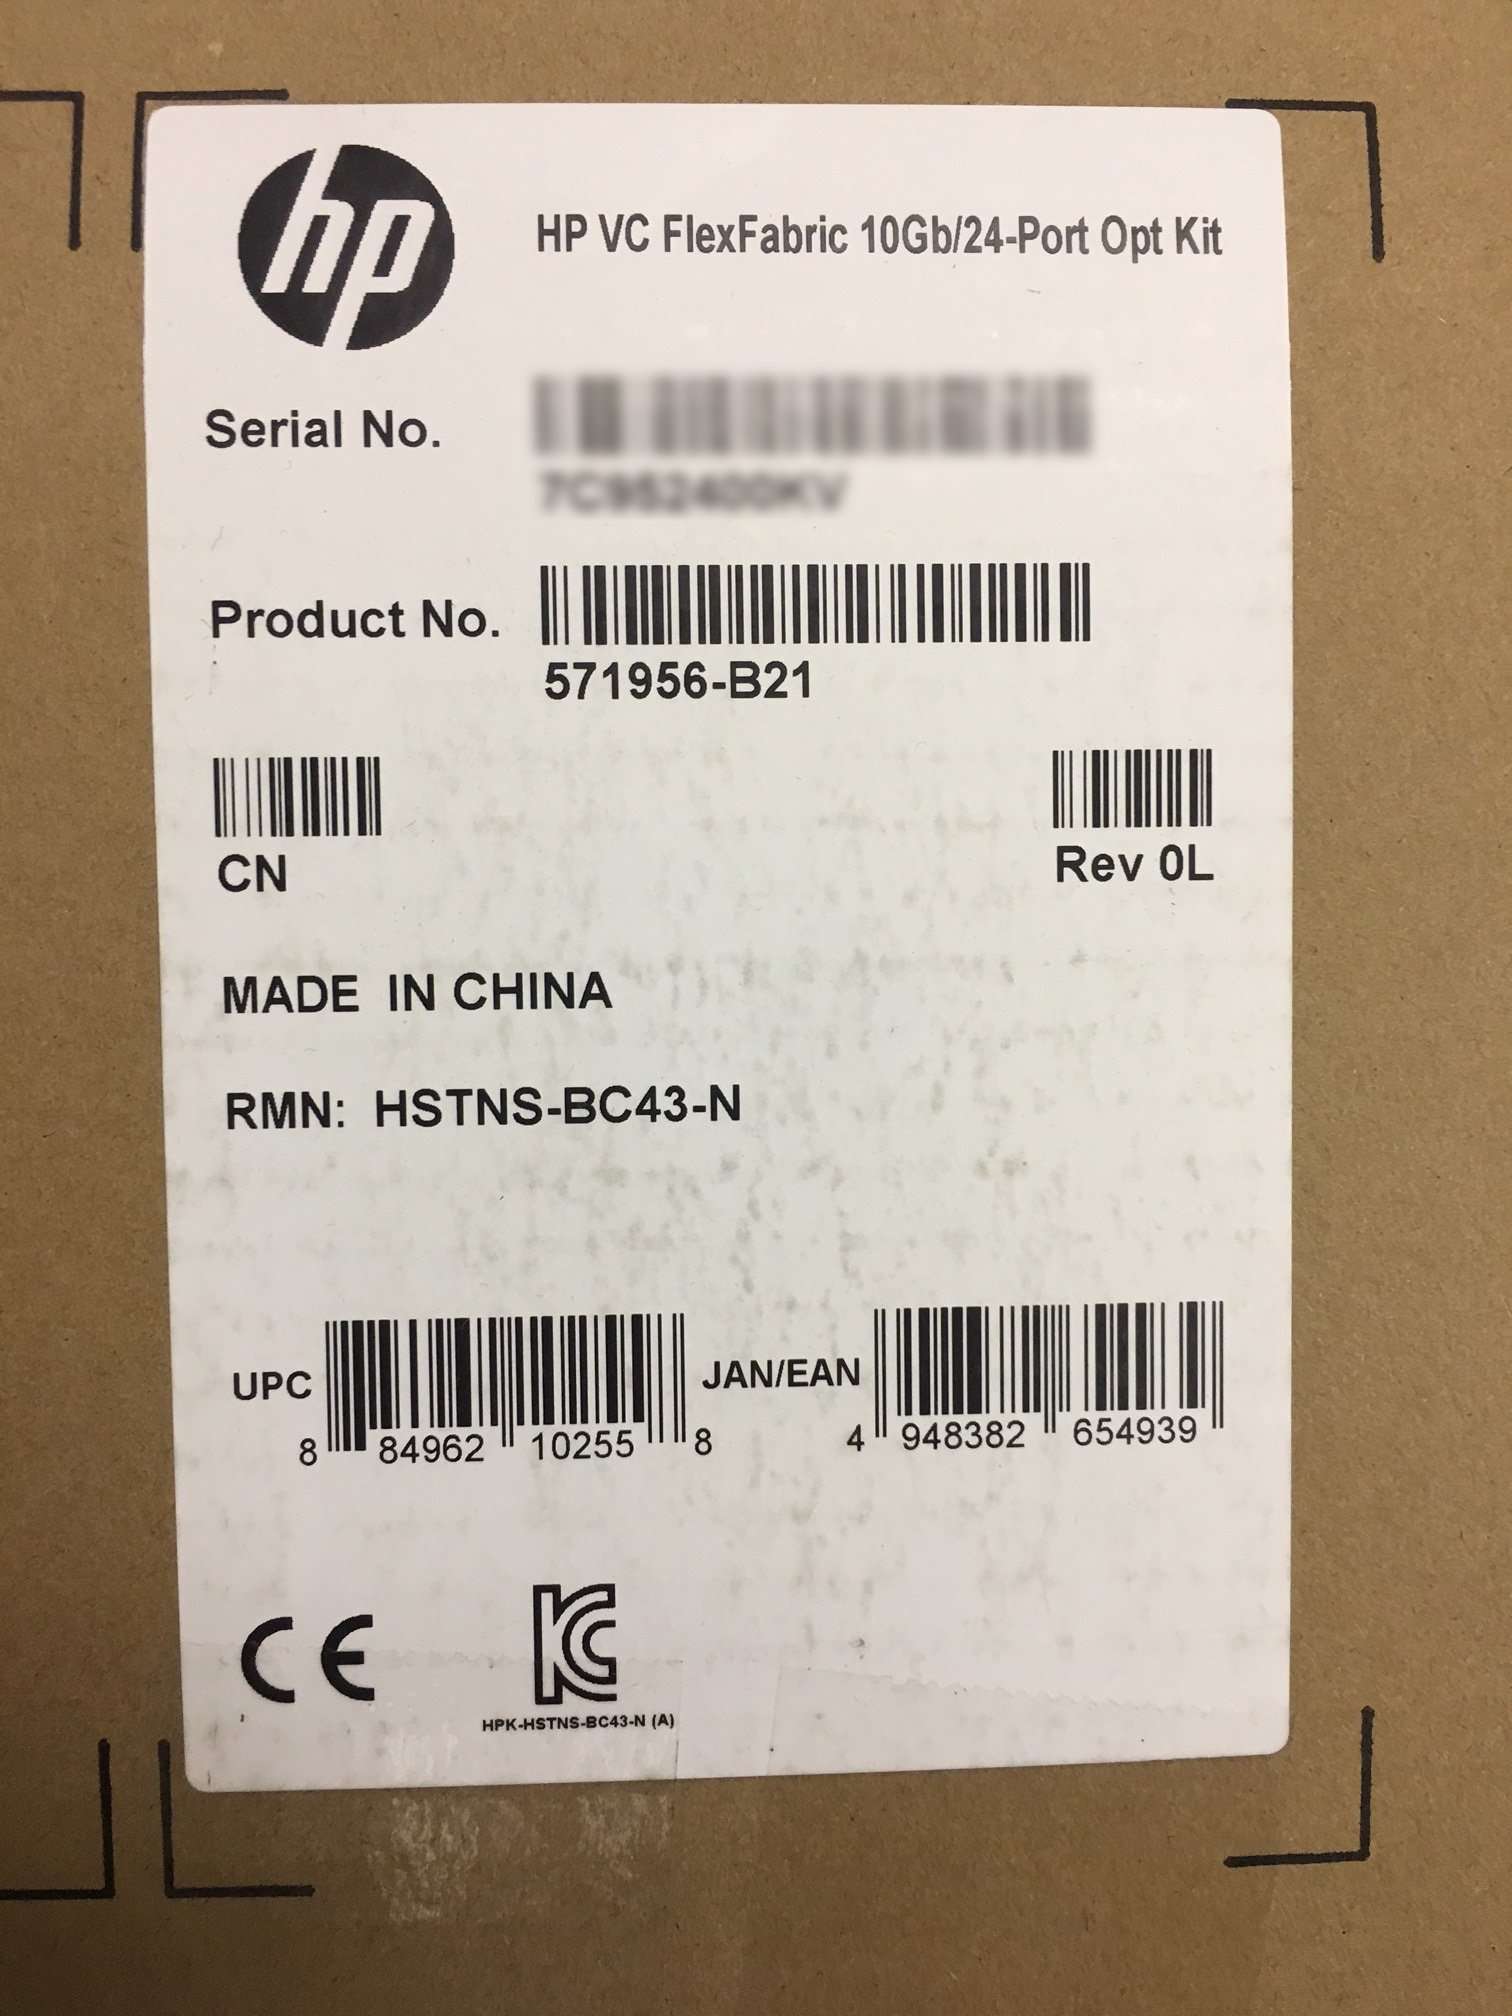 hp
HP VC FlexFabric 10Gb/24-Port Opt Kit
Serial No.
Product No.
571956-B21
CN
Rev 0L
MADE IN CHINA
RMN: HSTNS-BC43-N
UPC
8 84962 10255 8
JAN/EAN
4 948382 654939
CE
KC
HPK-HSTNS-BC43-N (A)